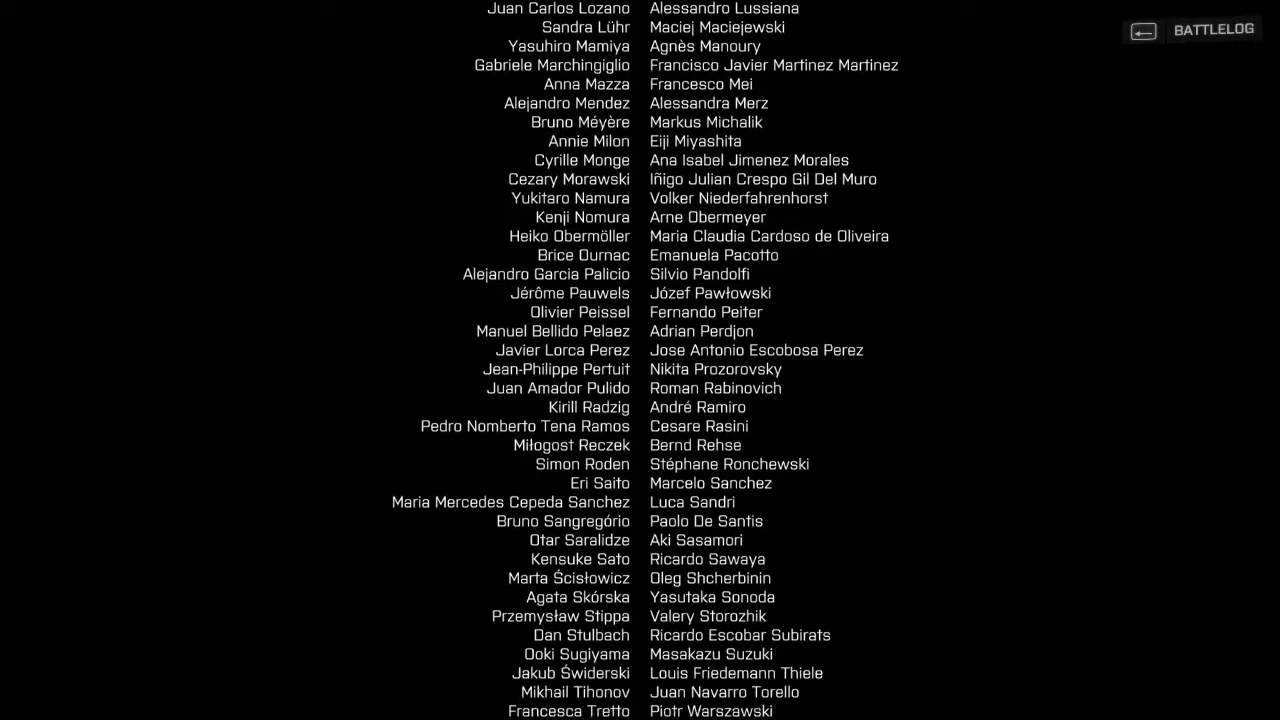 Juan Carlos Lozano Alessandro Lussiana
BATTLELOG
Sandra Lühr Maciej Maciejewski
Yasuhiro Mamiya Agnès Manoury
Gabriele Marchingiglio Francisco Javier Martinez Martinez
Anna Mazza Francesco Mei
Alejandro Mendez Alessandra Merz
Bruno Méyère Markus Michalik
Annie Milon Eiji Miyashita
Cyrille Monge Ana Isabel Jimenez Morales
Cezary Morawski Iñigo Julian Crespo Gil Del Muro
Yukitaro Namura Volker Niederfahrenhorst
Kenji Nomura Arne Obermeyer
Heiko Obermöller Maria Claudia Cardoso de Oliveira
Brice Ournac Emanuela Pacotto
Alejandro Garcia Palicio Silvio Pandolfi
Jérôme Pauwels Józef Pawłowski
Olivier Peissel Fernando Peiter
Manuel Bellido Pelaez Adrian Perdjon
Javier Lorca Perez Jose Antonio Escobosa Perez
Jean-Philippe Pertuit Nikita Prozorovsky
Juan Amador Pulido Roman Rabinovich
Kirill Radzig André Ramiro
Pedro Nomberto Tena Ramos Cesare Rasini
Miłogost Reczek Bernd Rehse
Simon Roden Stéphane Ronchewski
Eri Saito Marcelo Sanchez
Maria Mercedes Cepeda Sanchez Luca Sandri
Bruno Sangregório Paolo De Santis
Otar Saralidze Aki Sasamori
Kensuke Sato Ricardo Sawaya
Marta Ścisłowicz Oleg Shcherbinin
Agata Skórska Yasutaka Sonoda
Przemysław Stippa Valery Storozhik
Dan Stulbach Ricardo Escobar Subirats
Ooki Sugiyama Masakazu Suzuki
Jakub Świderski Louis Friedemann Thiele
Mikhail Tihonov Juan Navarro Torello
Francesca Tretto Piotr Warszawski